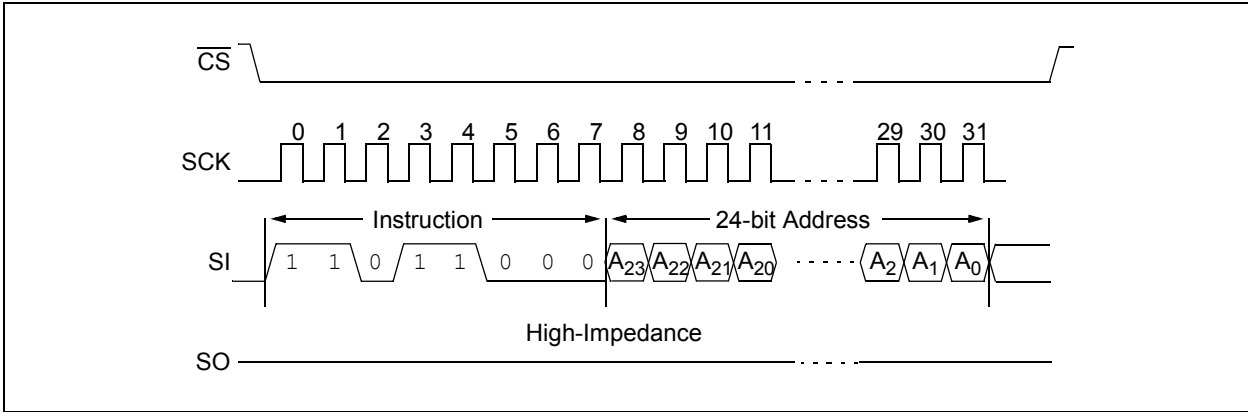 CS
0 1 2 3 4 5 6 7 8 9 10 11 29 30 31
SCK
Instruction 24-bit Address
SI 1 1 0 1 1 0 0 0 A23 A22 A21 A20 A2 A1 A0
High-Impedance
SO